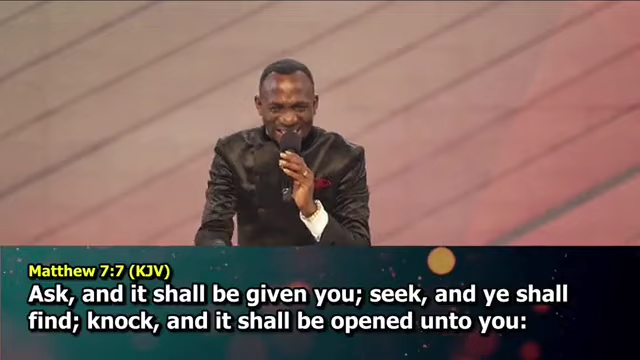 Matthew 7:7 (KJV)
Ask, and it shall be given you; seek, and ye shall
find; knock, and it shall be opened unto you: